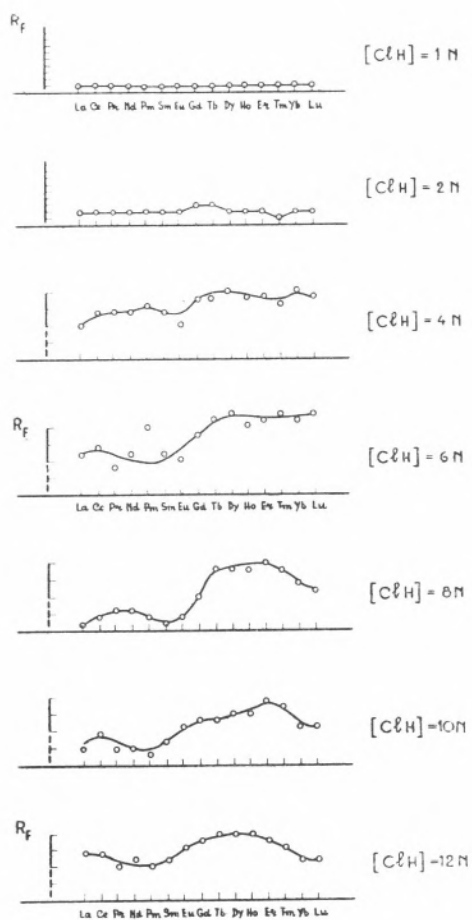 R_F
[ClH] = 1 N
La Ce Pr Nd Pm Sm Eu Gd Tb Dy Ho Er Tm Yb Lu
[ClH] = 2 N
[ClH] = 4 N
R_F
[ClH] = 6 N
La Ce Pr Nd Pm Sm Eu Gd Tb Dy Ho Er Tm Yb Lu
[ClH] = 8 N
[ClH] = 10 N
R_F
[ClH] = 12 N
La Ce Pr Nd Pm Sm Eu Gd Tb Dy Ho Er Tm Yb Lu